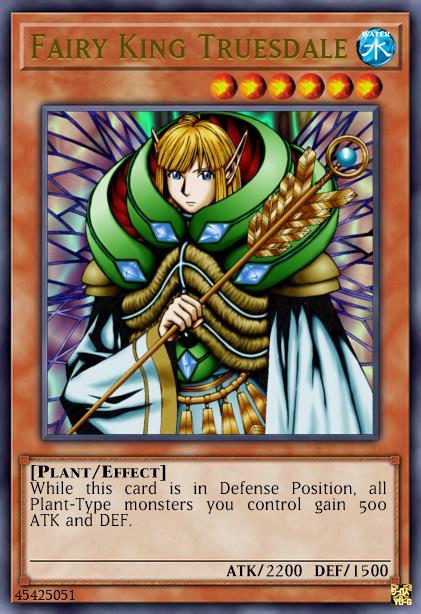 Fairy King Truesdale
WATER
水
[Plant/Effect]
While this card is in Defense Position, all
Plant-Type monsters you control gain 500
ATK and DEF.
ATK/2200 DEF/1500
45425051